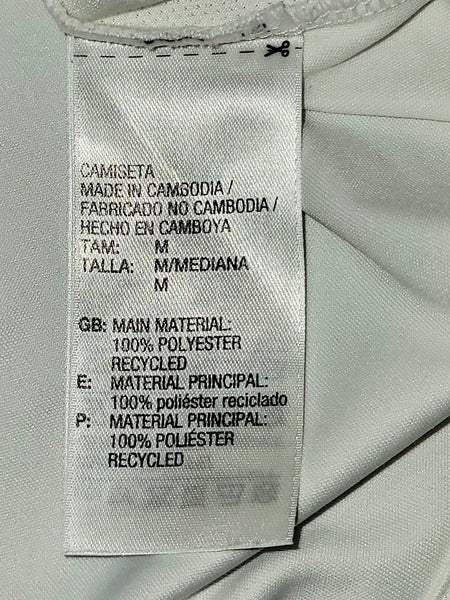 CAMISETA
MADE IN CAMBODIA /
FABRICADO NO CAMBODIA /
HECHO EN CAMBOYA
TAM: M
TALLA: M/MEDIANA
M
GB: MAIN MATERIAL:
100% POLYESTER
RECYCLED
E: MATERIAL PRINCIPAL:
100% poliéster reciclado
P: MATERIAL PRINCIPAL:
100% POLIÉSTER
RECYCLED